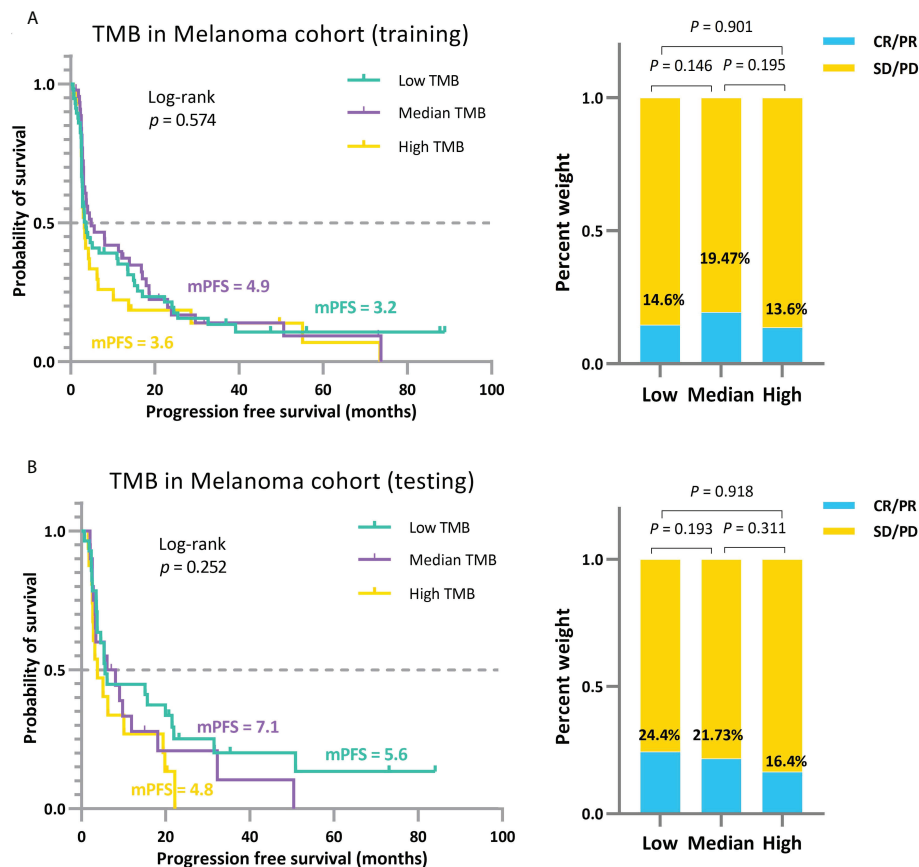 A
TMB in Melanoma cohort (training)
Log-rank
p = 0.574
Low TMB
Median TMB
High TMB
Probability of survival
1.0
0.5
0.0
mPFS = 4.9
mPFS = 3.2
mPFS = 3.6
0 20 40 60 80 100
Progression free survival (months)
P = 0.901
P = 0.146 P = 0.195
CR/PR
SD/PD
Percent weight
1.0
0.5
0.0
14.6%
19.47%
13.6%
Low Median High
B
TMB in Melanoma cohort (testing)
Log-rank
p = 0.252
Low TMB
Median TMB
High TMB
Probability of survival
1.0
0.5
0.0
mPFS = 7.1
mPFS = 5.6
mPFS = 4.8
0 20 40 60 80 100
Progression free survival (months)
P = 0.918
P = 0.193 P = 0.311
CR/PR
SD/PD
Percent weight
1.0
0.5
0.0
24.4% 21.73%
16.4%
Low Median High